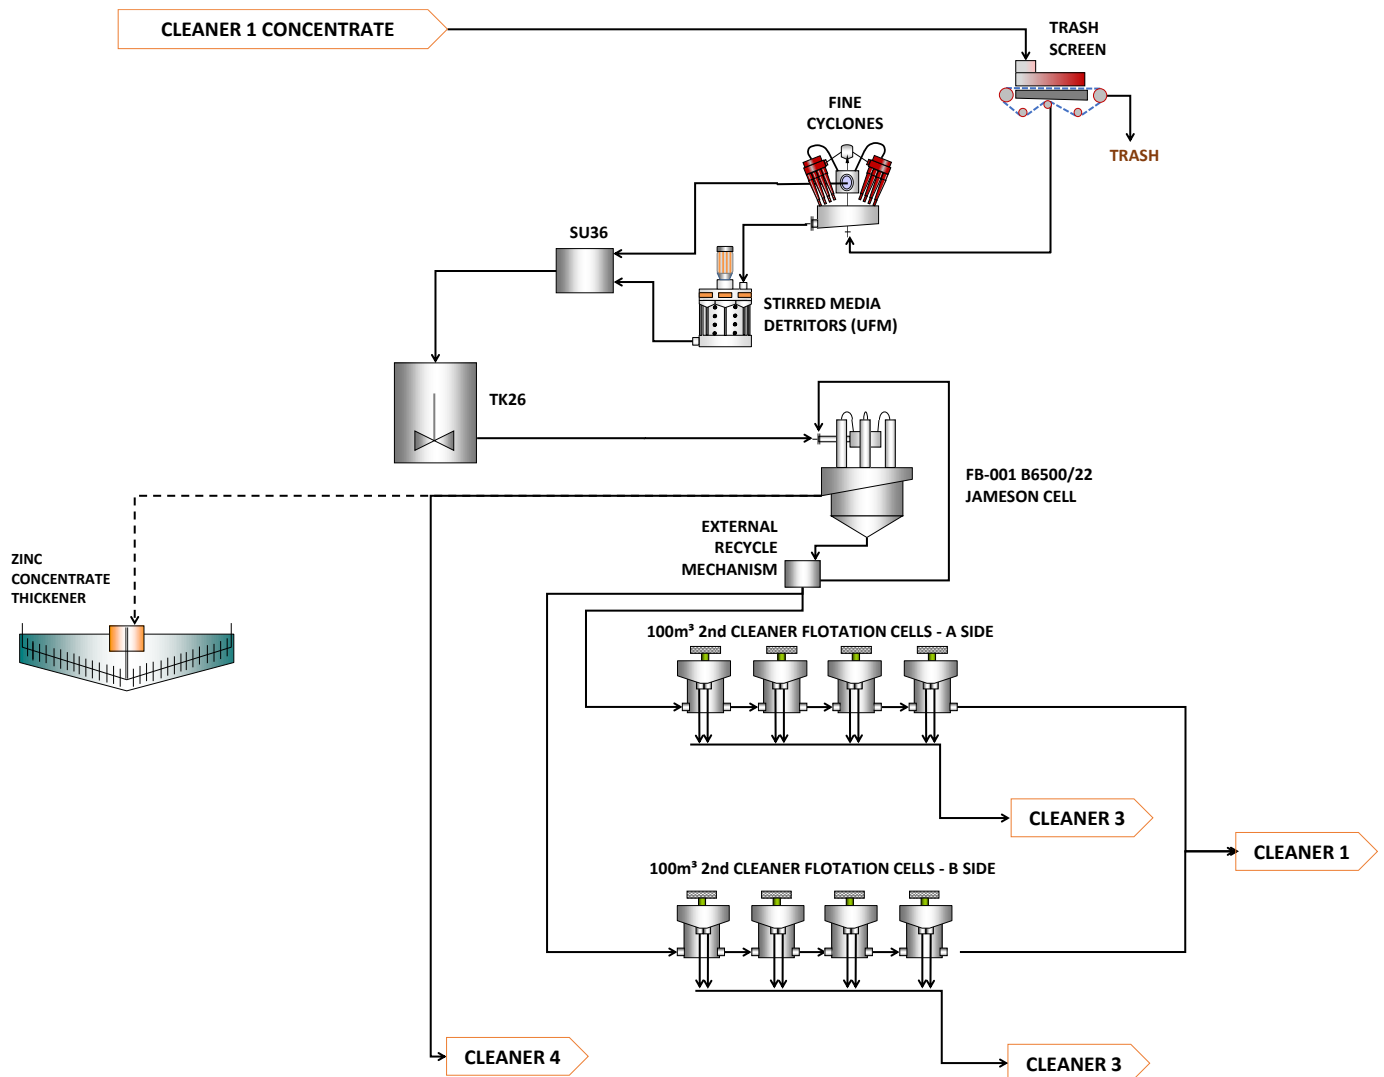 CLEANER 1 CONCENTRATE
TRASH
SCREEN
FINE
CYCLONES
TRASH
SU36
STIRRED MEDIA
DETRITORS (UFM)
TK26
FB-001 B6500/22
JAMESON CELL
EXTERNAL
RECYCLE
MECHANISM
ZINC
CONCENTRATE
THICKENER
100m³ 2nd CLEANER FLOTATION CELLS - A SIDE
CLEANER 3
CLEANER 1
100m³ 2nd CLEANER FLOTATION CELLS - B SIDE
CLEANER 4
CLEANER 3